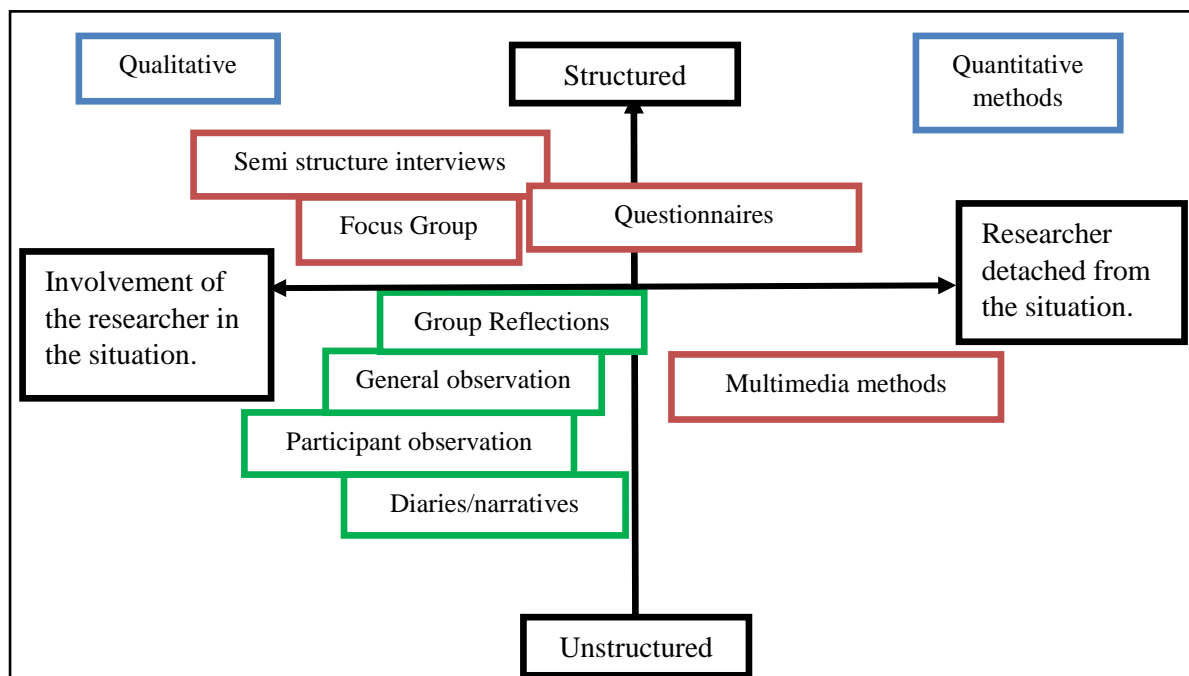 Qualitative
Structured
Quantitative
methods
Semi structure interviews
Questionnaires
Focus Group
Involvement of
the researcher in
the situation.
Researcher
detached from
the situation.
Group Reflections
General observation
Multimedia methods
Participant observation
Diaries/narratives
Unstructured